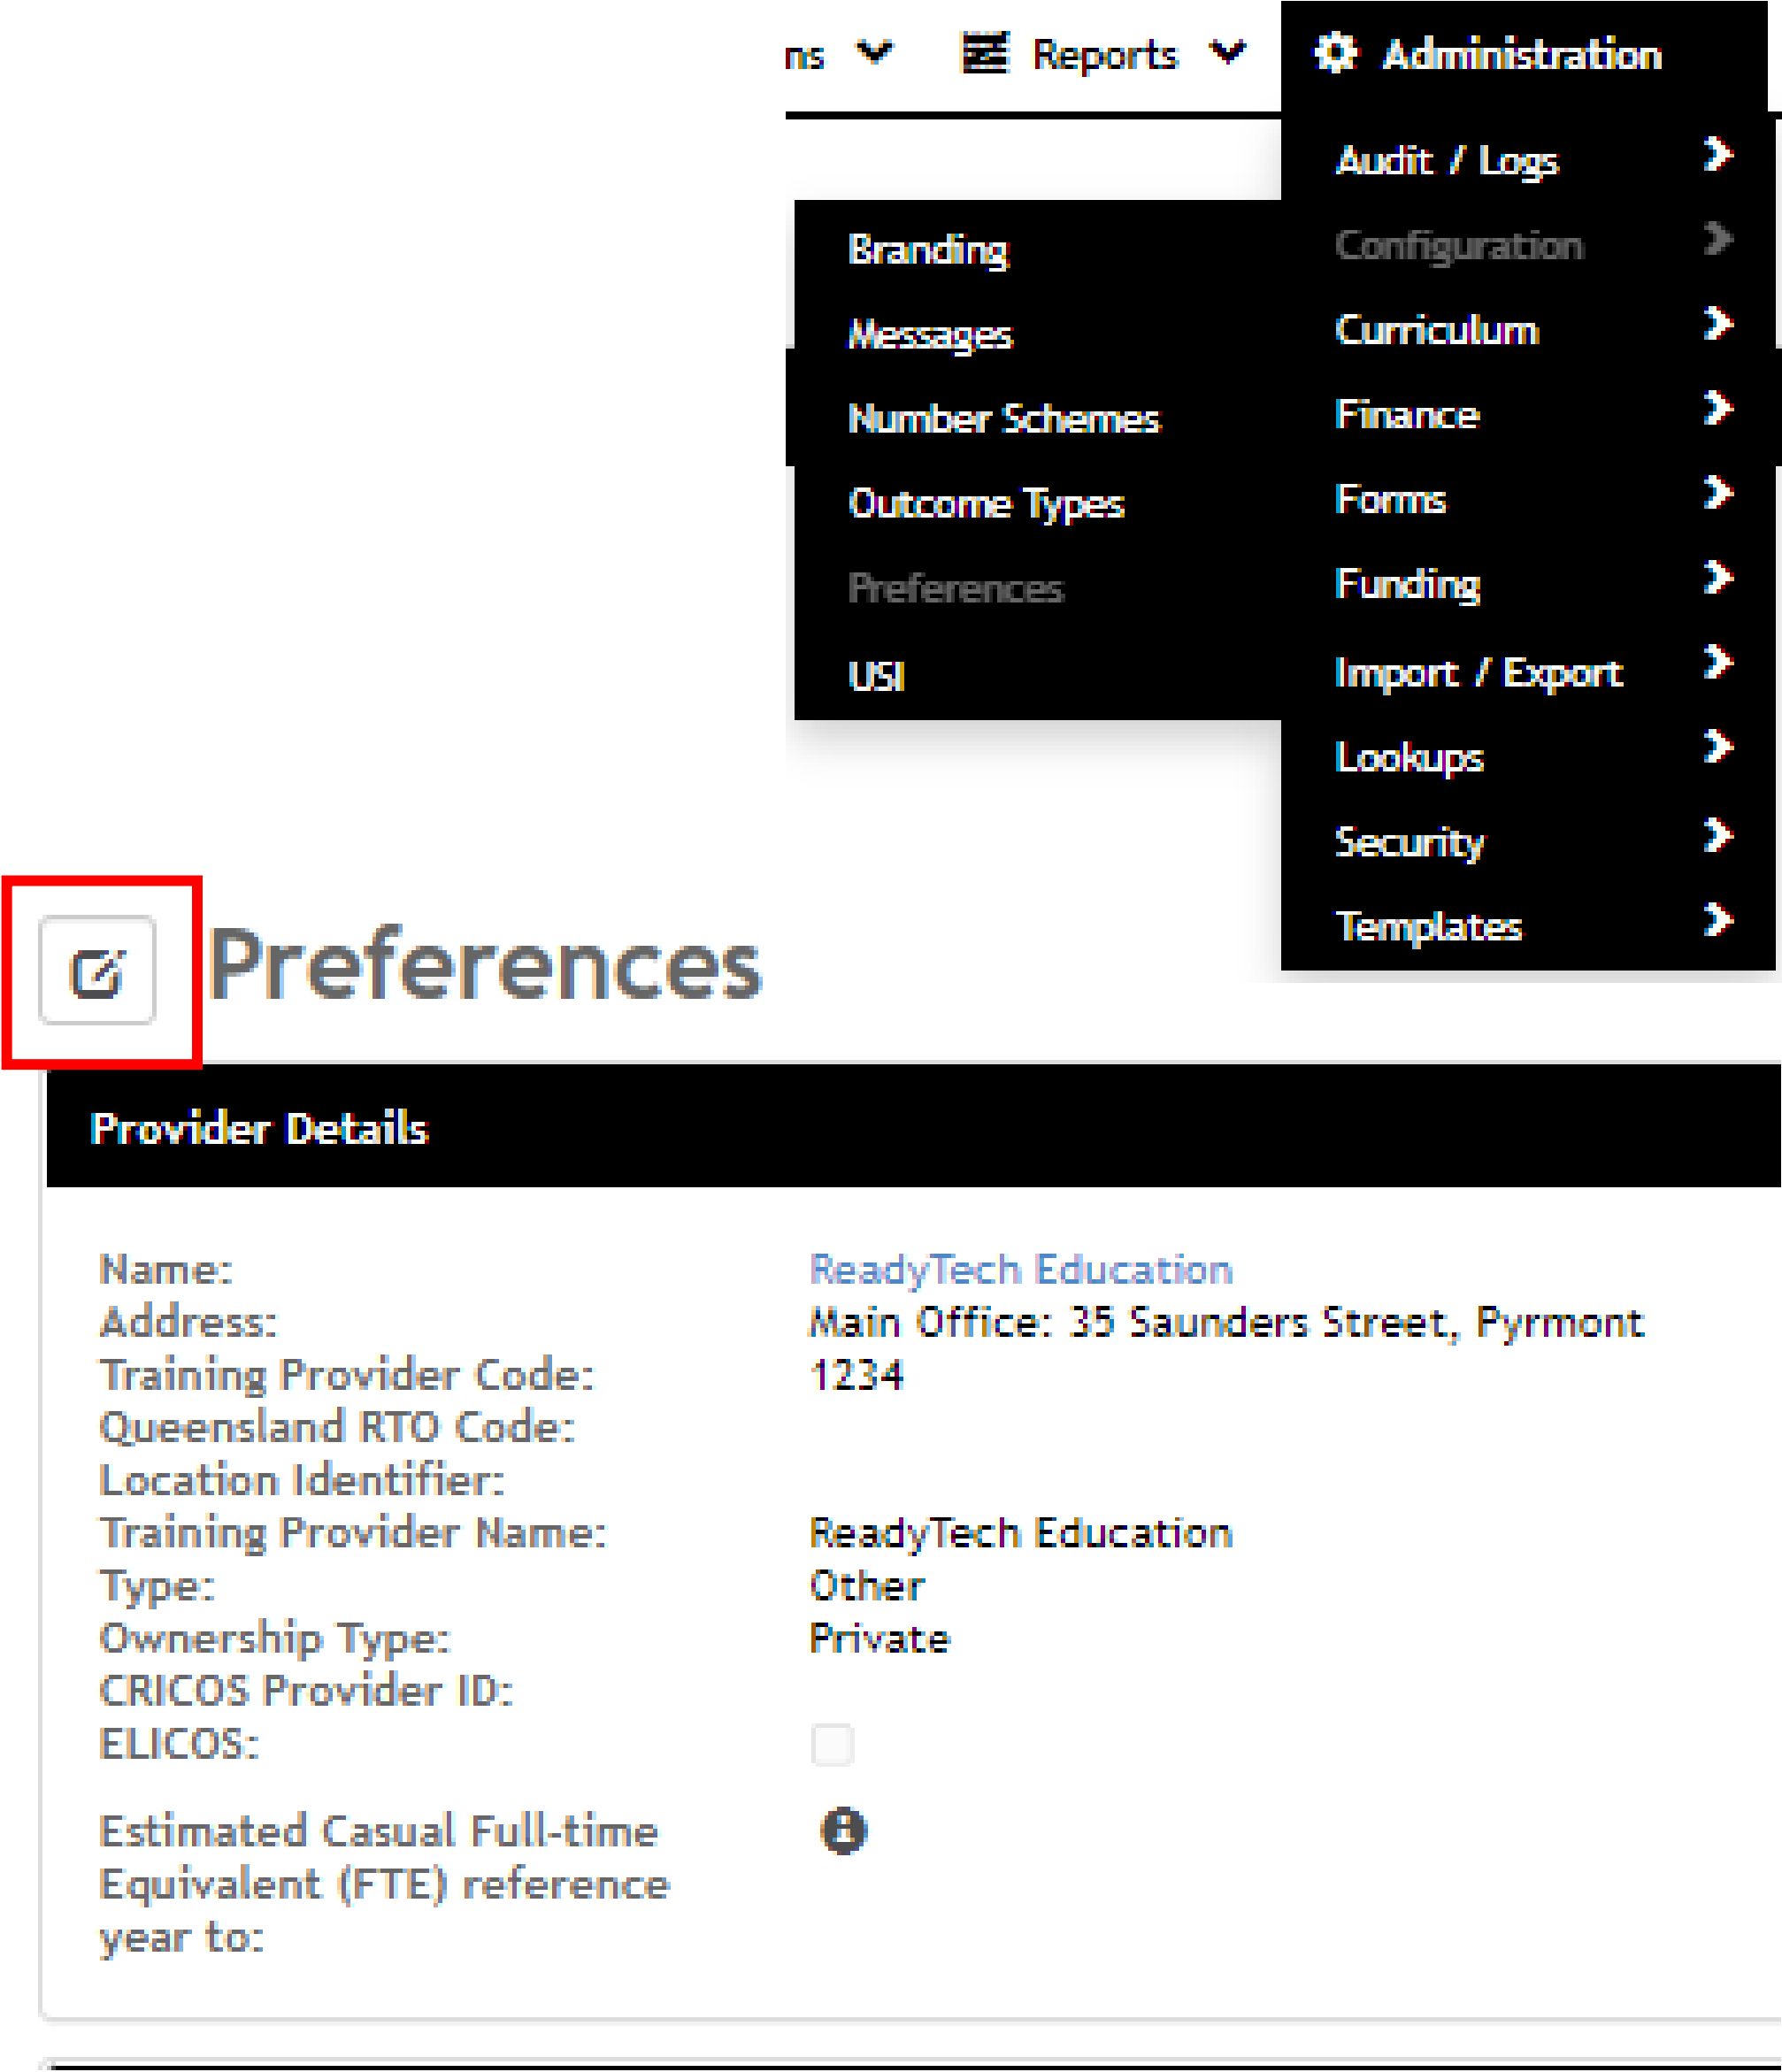 ns Reports Administration
Audit / Logs
Configuration
Curriculum
Finance
Forms
Funding
Import / Export
Lookups
Security
Templates
Branding
Messages
Number Schemes
Outcome Types
Preferences
USI
Preferences
Provider Details
Name: ReadyTech Education
Address: Main Office: 35 Saunders Street, Pyrmont
Training Provider Code: 1234
Queensland RTO Code:
Location Identifier:
Training Provider Name: ReadyTech Education
Type: Other
Ownership Type: Private
CRICOS Provider ID:
ELICOS:
Estimated Casual Full-time
Equivalent (FTE) reference
year to: